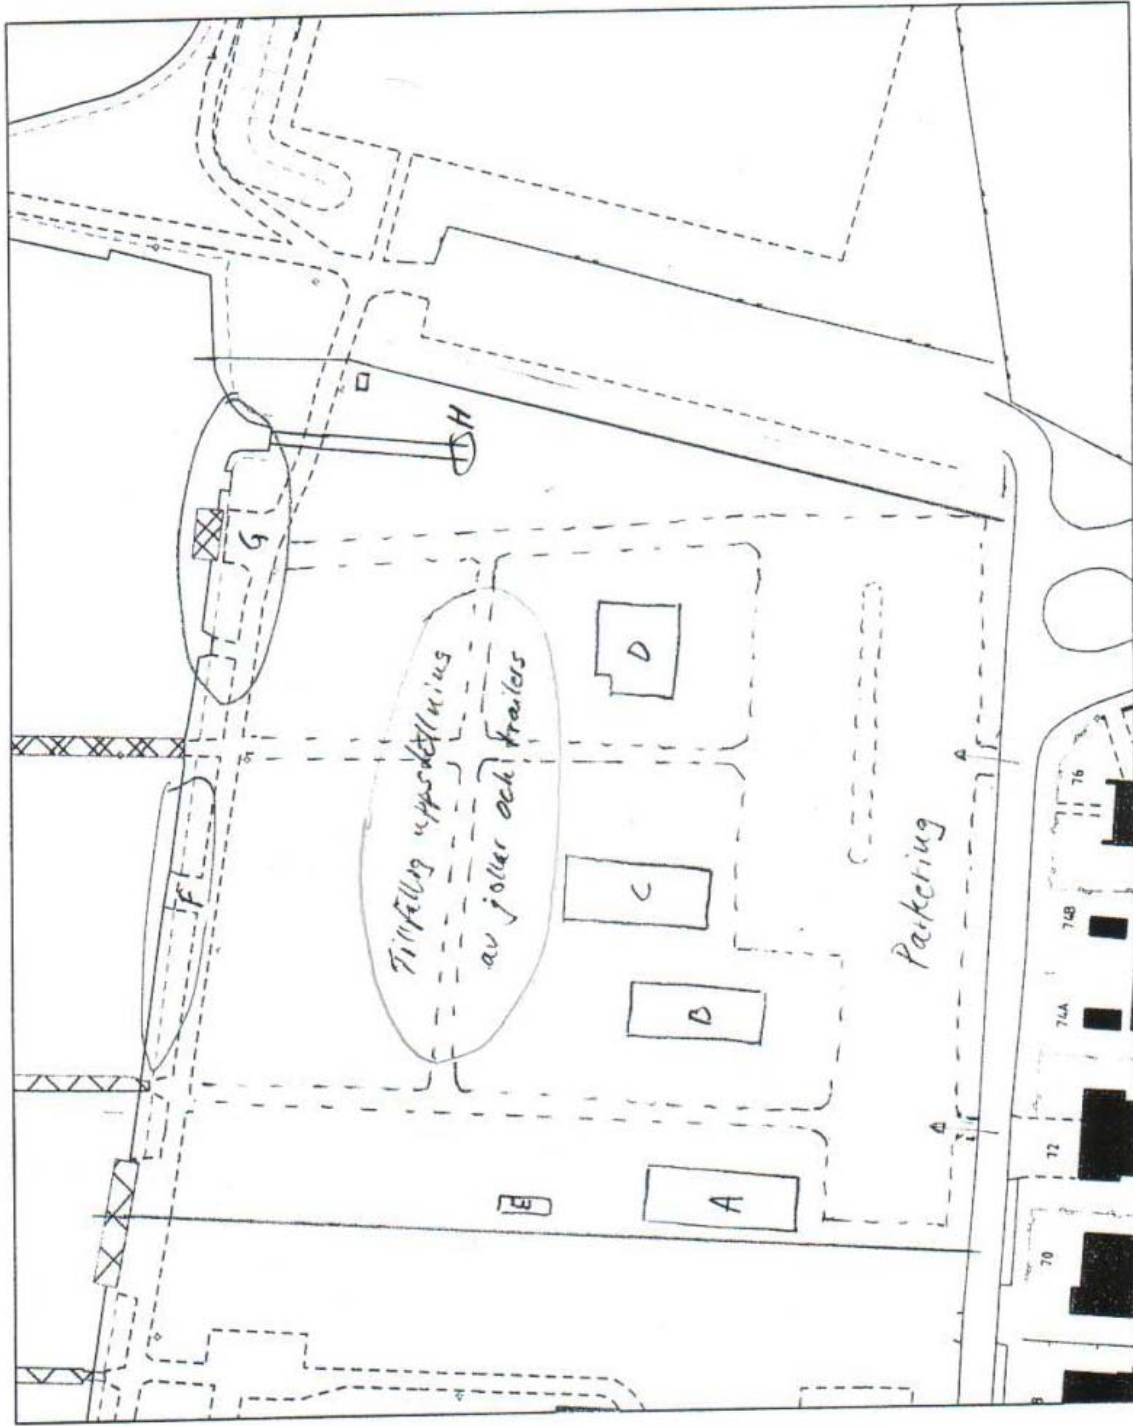 F
G
H
Tillfällig uppställning
av jollar och trailers
E
C
D
B
A
Parkering
70
72
74A
74B
76